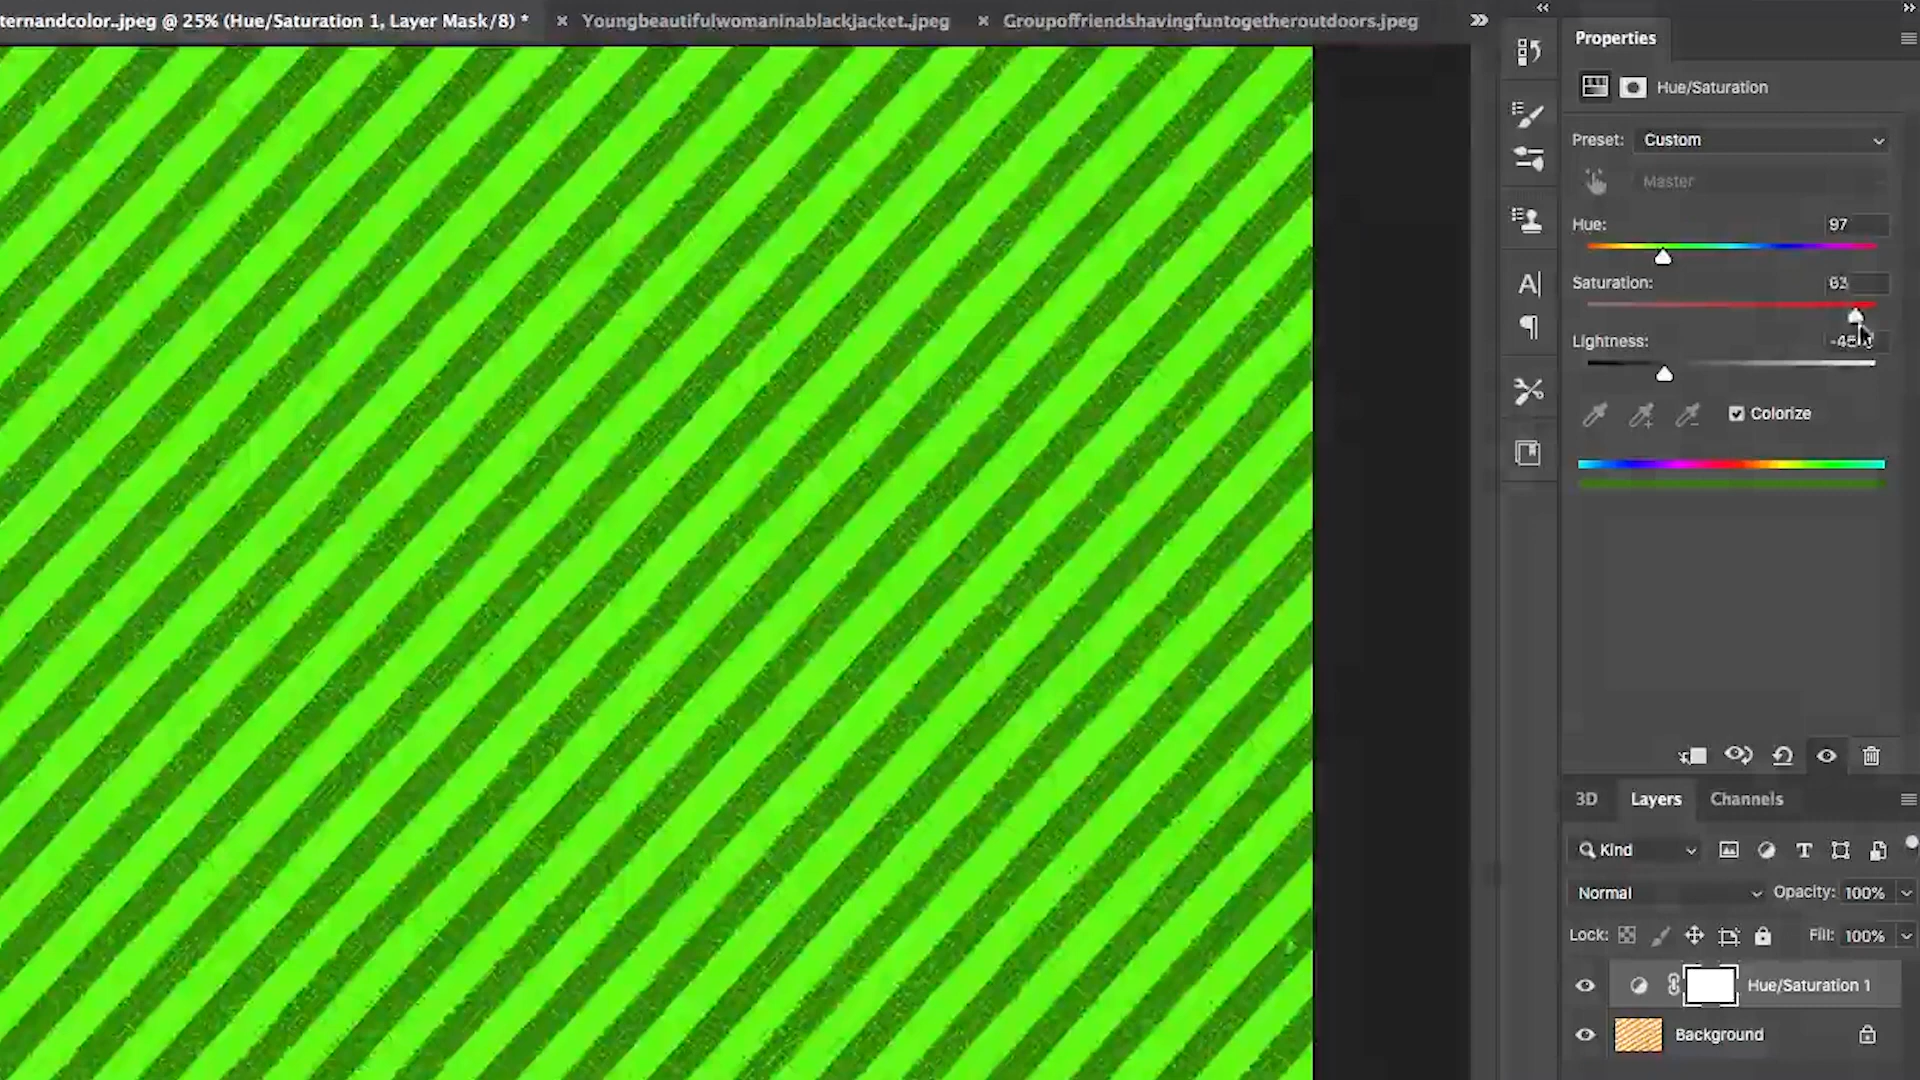 ternandcolor.jpeg @ 25% (Hue/Saturation 1, Layer Mask/8) * × Youngbeautifulwomaninablackjacket..jpeg × Groupoffriendshavingfuntogetheroutdoors.jpeg
Properties
Hue/Saturation
Preset: Custom
Master
Hue: 97
Saturation:
Lightness:
Colorize
3D Layers Channels
Kind
Normal Opacity: 100%
Lock: Fill: 100%
Hue/Saturation 1
Background